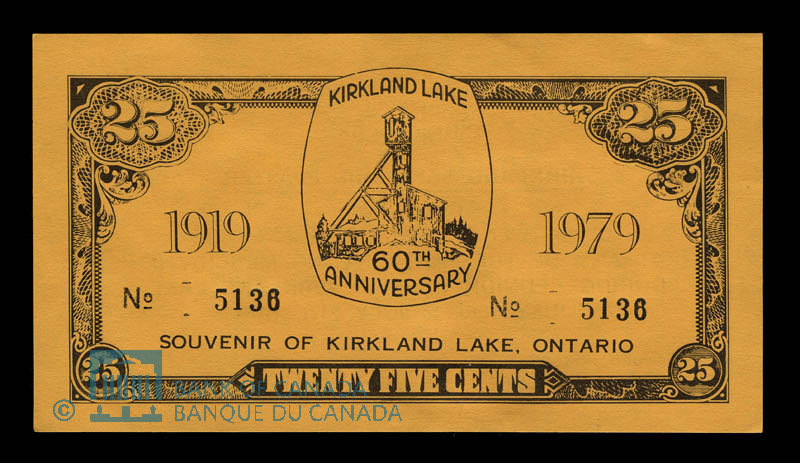 25 KIRKLAND LAKE 25
1919 1979
60TH
ANNIVERSARY
No 5136 No 5136
SOUVENIR OF KIRKLAND LAKE, ONTARIO
25 TWENTY FIVE CENTS 25
BANK OF CANADA
© BANQUE DU CANADA